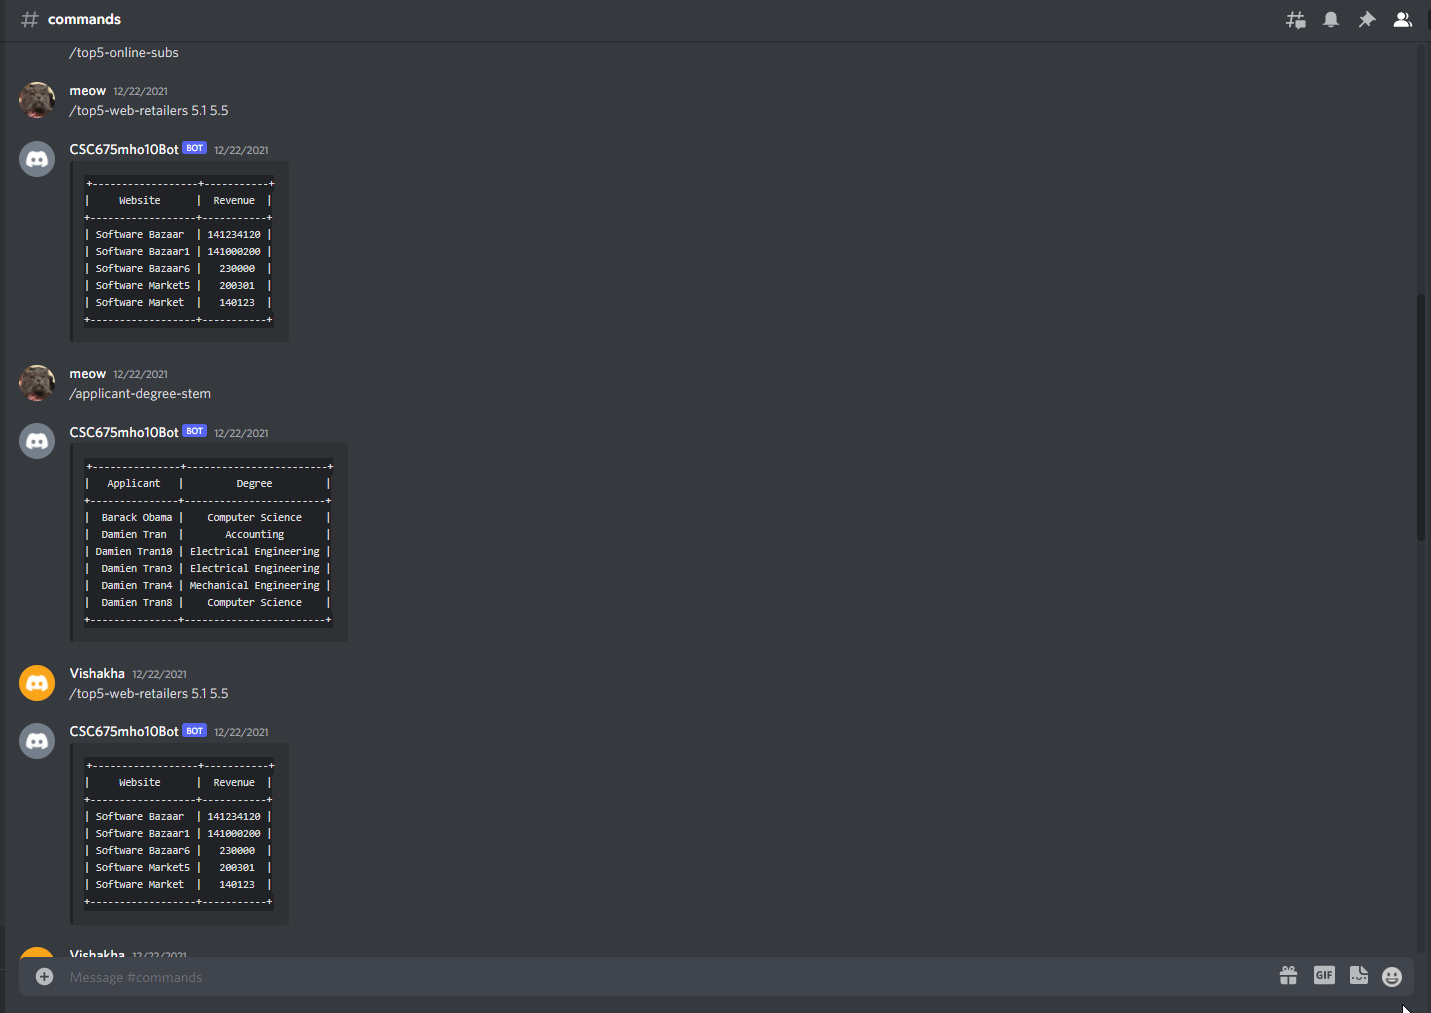 commands
/top5-online-subs
meow 12/22/2021
/top5-web-retailers 5.1 5.5
CSC675mho10Bot BOT 12/22/2021
+------------------+-----------+
|     Website      |  Revenue  |
+------------------+-----------+
| Software Bazaar  | 141234120 |
| Software Bazaar1 | 141000200 |
| Software Bazaar6 |   230000  |
| Software Market5 |   200301  |
| Software Market  |   140123  |
+------------------+-----------+
meow 12/22/2021
/applicant-degree-stem
CSC675mho10Bot BOT 12/22/2021
+---------------+------------------------+
|   Applicant   |         Degree         |
+---------------+------------------------+
|  Barack Obama |    Computer Science    |
|  Damien Tran  |       Accounting       |
| Damien Tran10 | Electrical Engineering |
|  Damien Tran3 | Electrical Engineering |
|  Damien Tran4 | Mechanical Engineering |
|  Damien Tran8 |    Computer Science    |
+---------------+------------------------+
Vishakha 12/22/2021
/top5-web-retailers 5.1 5.5
CSC675mho10Bot BOT 12/22/2021
+------------------+-----------+
|     Website      |  Revenue  |
+------------------+-----------+
| Software Bazaar  | 141234120 |
| Software Bazaar1 | 141000200 |
| Software Bazaar6 |   230000  |
| Software Market5 |   200301  |
| Software Market  |   140123  |
+------------------+-----------+
Vishakha 12/22/2021
Message #commands
GIF